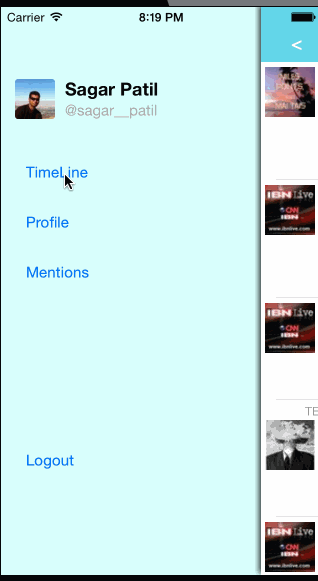 Carrier 8:19 PM
<
Sagar Patil
@sagar__patil
TimeLine
Profile
Mentions
Logout
IBN Live
CNN
IBN
www.ibnlive.com
IBN Live
CNN
IBN
www.ibnlive.com
TE
IBN Live
CNN
IBN
www.ibnlive.com